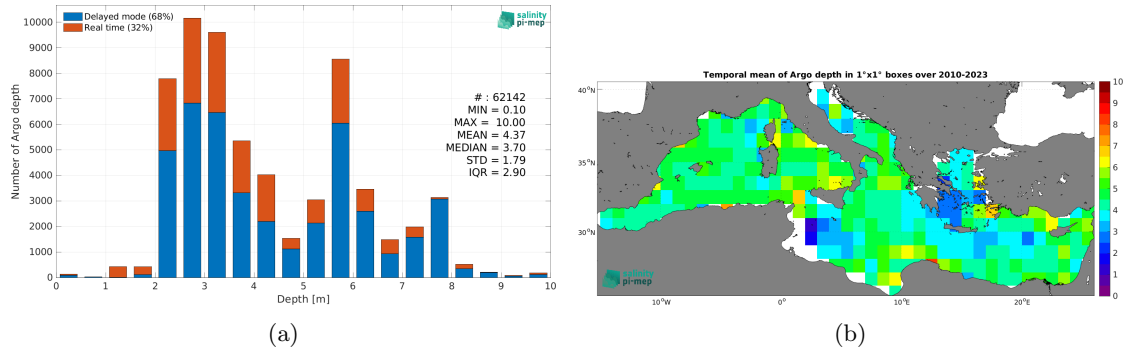 Delayed mode (68%)
Real time (32%)
salinity
pi-mep
Number of Argo depth
10000
9000
8000
7000
6000
5000
4000
3000
2000
1000
0
# : 62142
MIN = 0.10
MAX = 10.00
MEAN = 4.37
MEDIAN = 3.70
STD = 1.79
IQR = 2.90
0 1 2 3 4 5 6 7 8 9 10
Depth [m]
(a)
Temporal mean of Argo depth in 1°x1° boxes over 2010-2023
40°N
35°N
30°N
10°W
0°
10°E
20°E
salinity
pi-mep
10
9
8
7
6
5
4
3
2
1
0
(b)